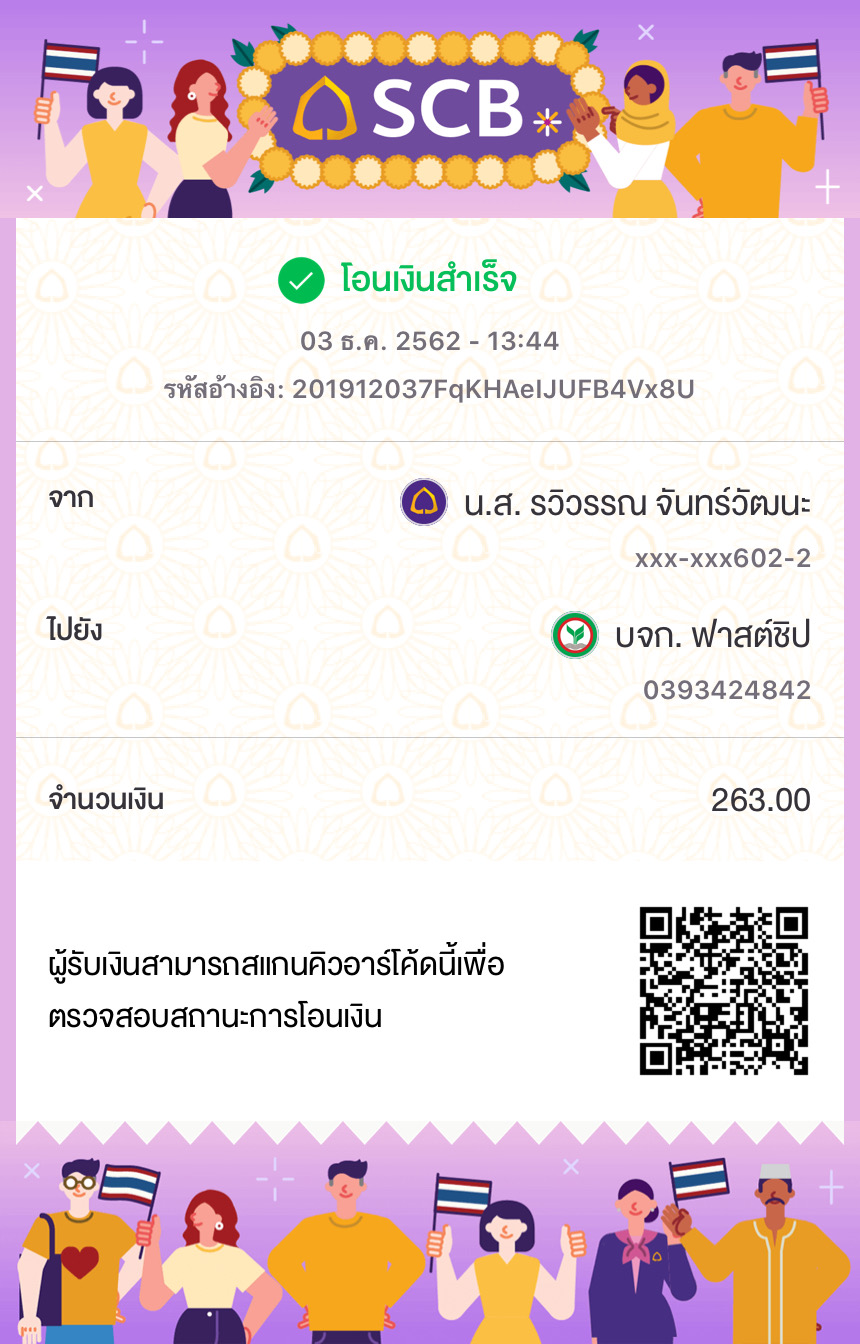 SCB
โอนเงินสำเร็จ
03 ธ.ค. 2562 - 13:44
รหัสอ้างอิง: 201912037FqKHAeIJUFB4Vx8U
จาก
น.ส. รวิวรรณ จันทร์วัฒนะ
xxx-xxx602-2
ไปยัง
บจก. ฟาสต์ชิป
0393424842
จำนวนเงิน 263.00
ผู้รับเงินสามารถสแกนคิวอาร์โค้ดนี้เพื่อ
ตรวจสอบสถานะการโอนเงิน